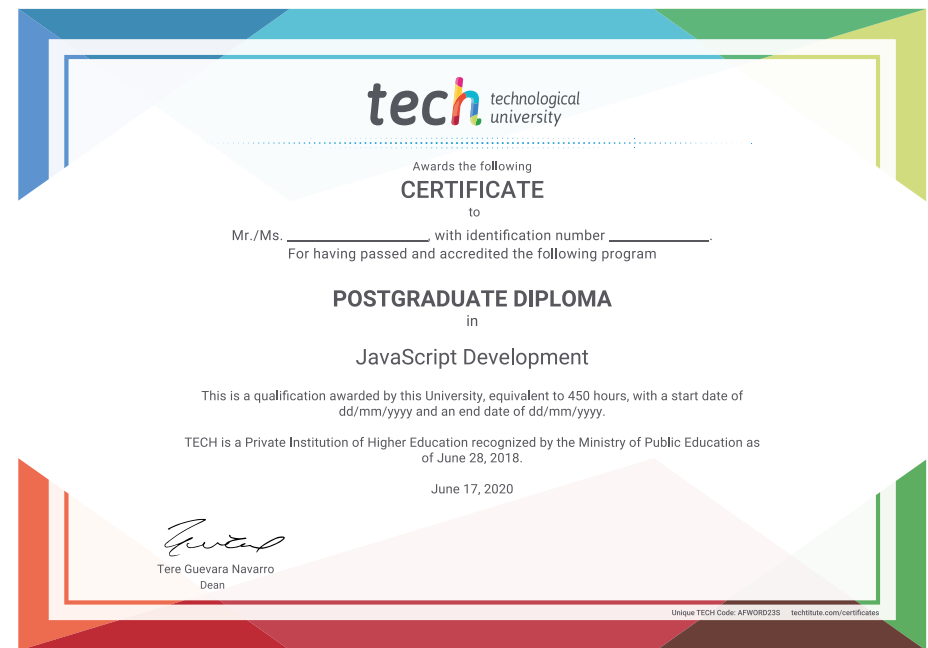 tech technological
university
Awards the following
CERTIFICATE
to
Mr./Ms. ____________________, with identification number ______________.
For having passed and accredited the following program
POSTGRADUATE DIPLOMA
in
JavaScript Development
This is a qualification awarded by this University, equivalent to 450 hours, with a start date of
dd/mm/yyyy and an end date of dd/mm/yyyy.
TECH is a Private Institution of Higher Education recognized by the Ministry of Public Education as
of June 28, 2018.
June 17, 2020
Tere Guevara Navarro
Dean
Unique TECH Code: AFWORD23S techtitute.com/certificates